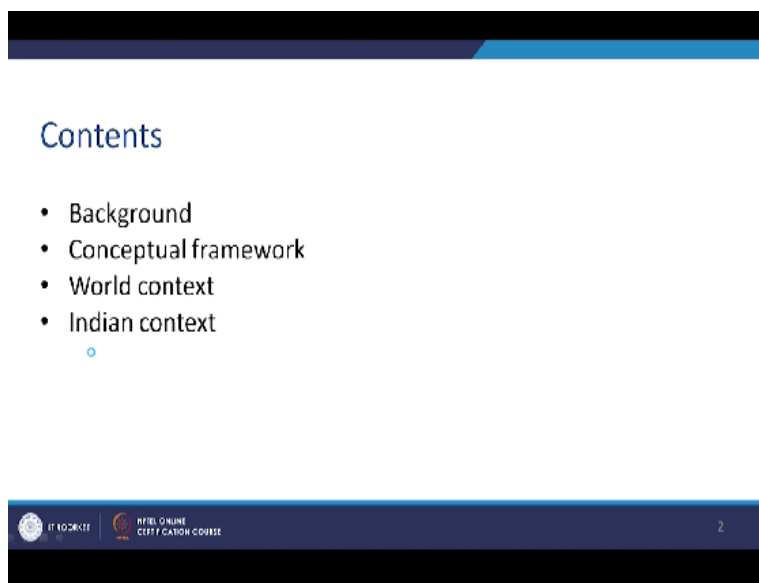 Contents
• Background
• Conceptual framework
• World context
• Indian context
IIT ROORKEE
NPTEL ONLINE
CERTIFICATION COURSE
2